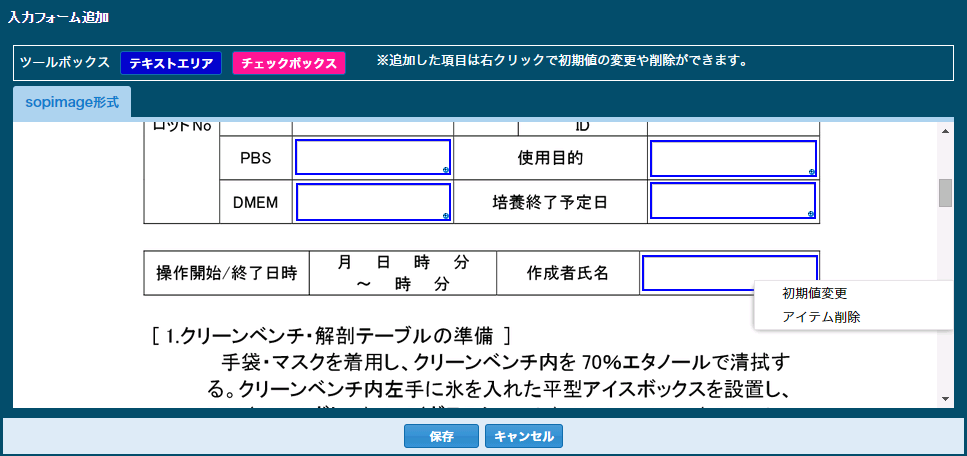 入力フォーム追加
ツールボックス テキストエリア チェックボックス ※追加した項目は右クリックで初期値の変更や削除ができます。
sopimage形式
ロットNo ID
PBS 使用目的
DMEM 培養終了予定日
操作開始/終了日時 月 日 時 分 作成者氏名
～ 時 分
初期値変更
アイテム削除
[ 1.クリーンベンチ・解剖テーブルの準備 ]
手袋・マスクを着用し、クリーンベンチ内を70%エタノールで清拭す
る。クリーンベンチ内左手に氷を入れた平型アイスボックスを設置し、
保存 キャンセル